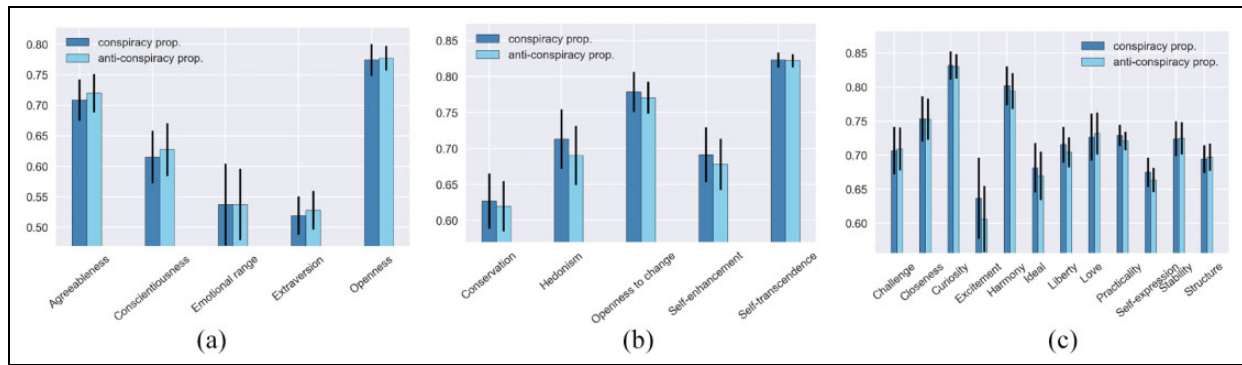 conspiracy prop.
anti-conspiracy prop.
0.80
0.75
0.70
0.65
0.60
0.55
0.50
Agreeableness
Conscientiousness
Emotional range
Extraversion
Openness
(a)
conspiracy prop.
anti-conspiracy prop.
0.85
0.80
0.75
0.70
0.65
0.60
Conservation
Hedonism
Openness to change
Self-enhancement
Self-transcendence
(b)
conspiracy prop.
anti-conspiracy prop.
0.85
0.80
0.75
0.70
0.65
0.60
Challenge
Closeness
Curiosity
Excitement
Harmony
Ideal
Liberty
Love
Practicality
Self-expression
Stability
Structure
(c)